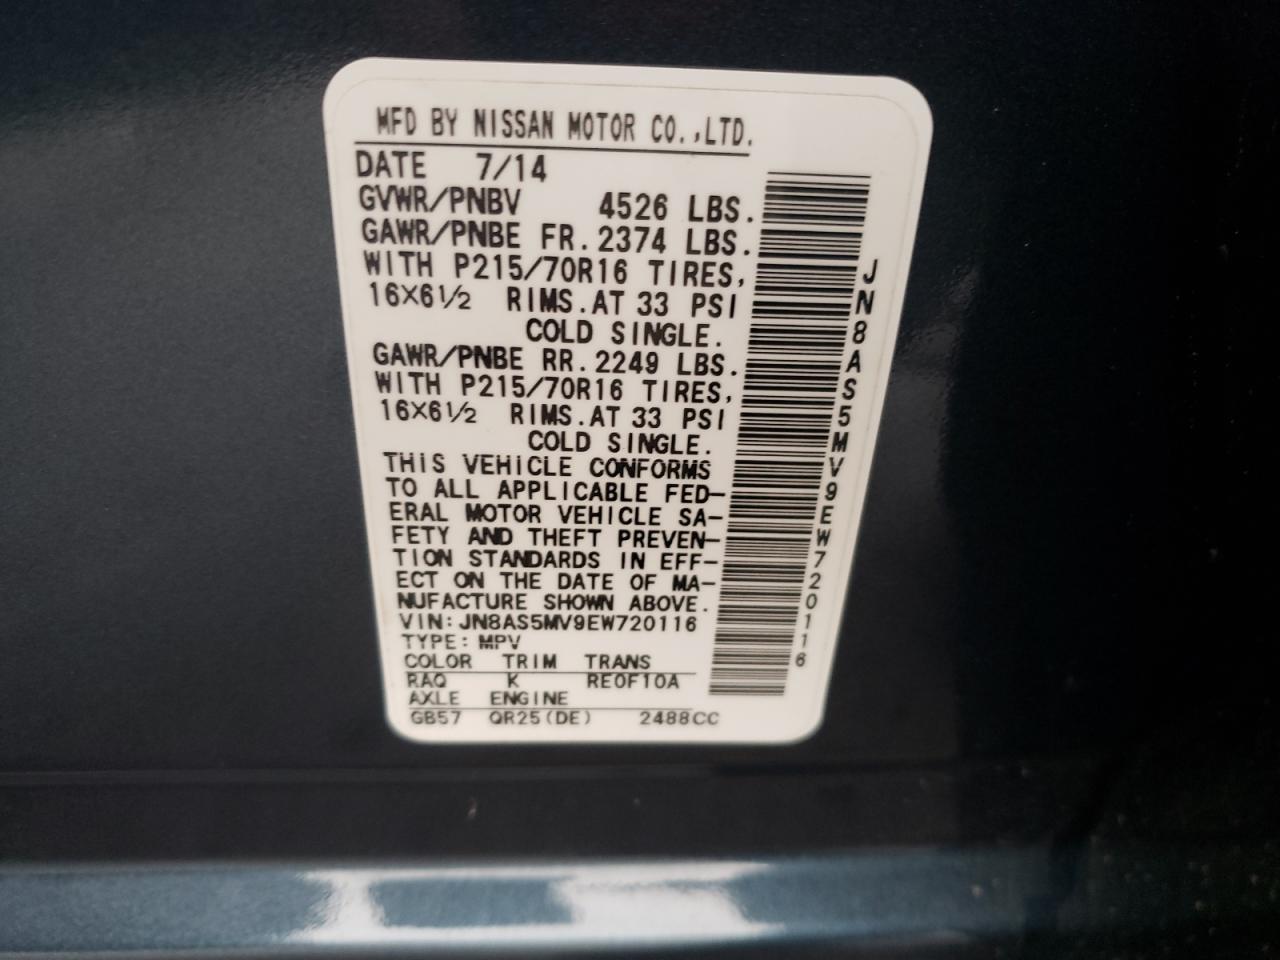 MFD BY NISSAN MOTOR CO.,LTD.
DATE 7/14
GVWR/PNBV 4526 LBS.
GAWR/PNBE FR. 2374 LBS.
WITH P215/70R16 TIRES,
16X6½ RIMS.AT 33 PSI
COLD SINGLE.
GAWR/PNBE RR. 2249 LBS.
WITH P215/70R16 TIRES,
16X6½ RIMS.AT 33 PSI
COLD SINGLE.
THIS VEHICLE CONFORMS
TO ALL APPLICABLE FED-
ERAL MOTOR VEHICLE SA-
FETY AND THEFT PREVEN-
TION STANDARDS IN EFF-
ECT ON THE DATE OF MA-
NUFACTURE SHOWN ABOVE.
VIN:JN8AS5MV9EW720116
TYPE: MPV
COLOR TRIM TRANS
RAQ K RE0F10A
AXLE ENGINE
GB57 QR25(DE) 2488CC
JN8AS5MV9EW720116